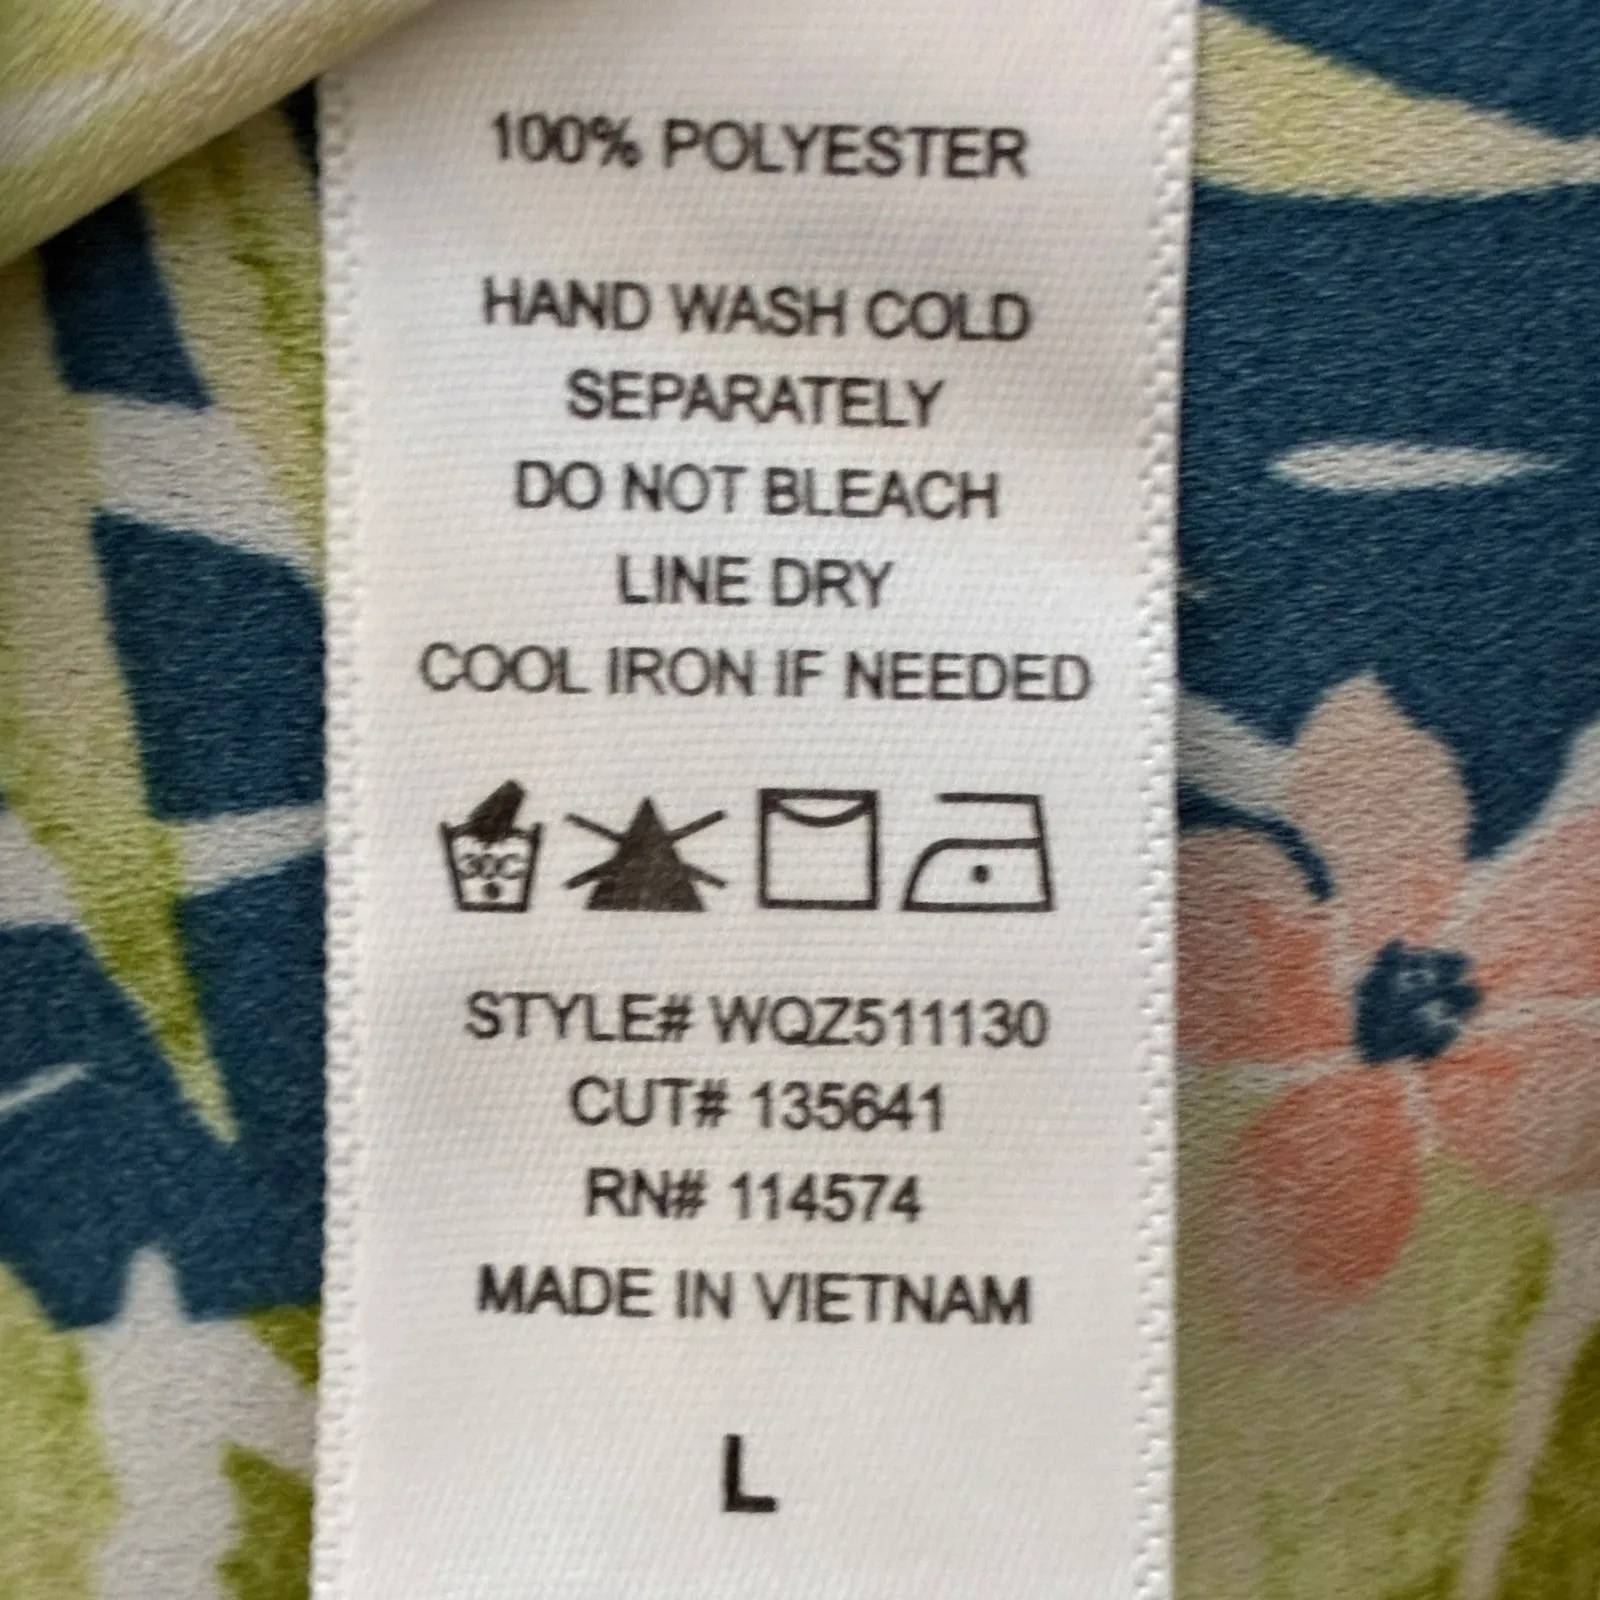 100% POLYESTER
HAND WASH COLD
SEPARATELY
DO NOT BLEACH
LINE DRY
COOL IRON IF NEEDED
30C
STYLE# WQZ511130
CUT# 135641
RN# 114574
MADE IN VIETNAM
L